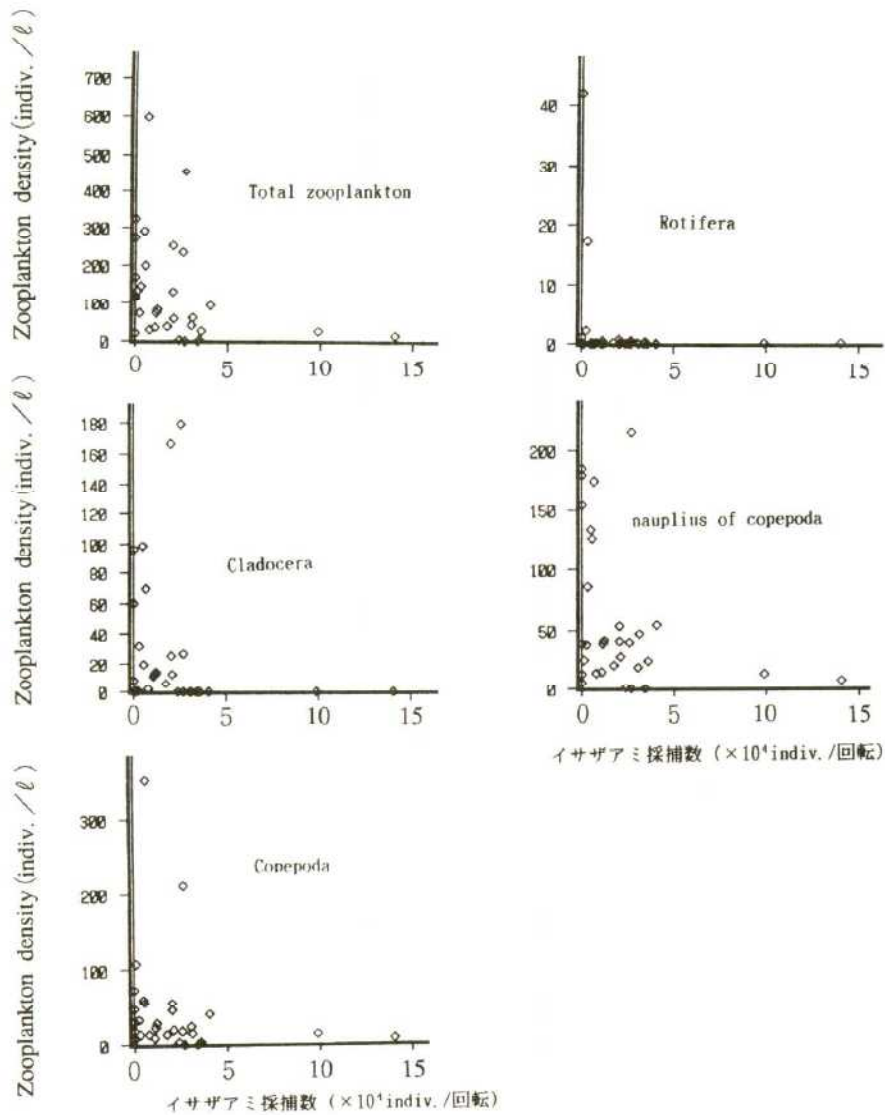 Zooplankton density (indiv. /ℓ)
700
600
500
400
300
200
100
0
Total zooplankton
0 5 10 15
40
30
20
10
0
Rotifera
0 5 10 15
Zooplankton density (indiv. /ℓ)
180
160
140
120
100
80
60
40
20
0
Cladocera
0 5 10 15
200
150
100
50
0
nauplius of copepoda
0 5 10 15
イサザアミ採捕数 (×10⁴indiv./回転)
Zooplankton density (indiv. /ℓ)
300
200
100
0
Copepoda
0 5 10 15
イサザアミ採捕数 (×10⁴indiv./回転)